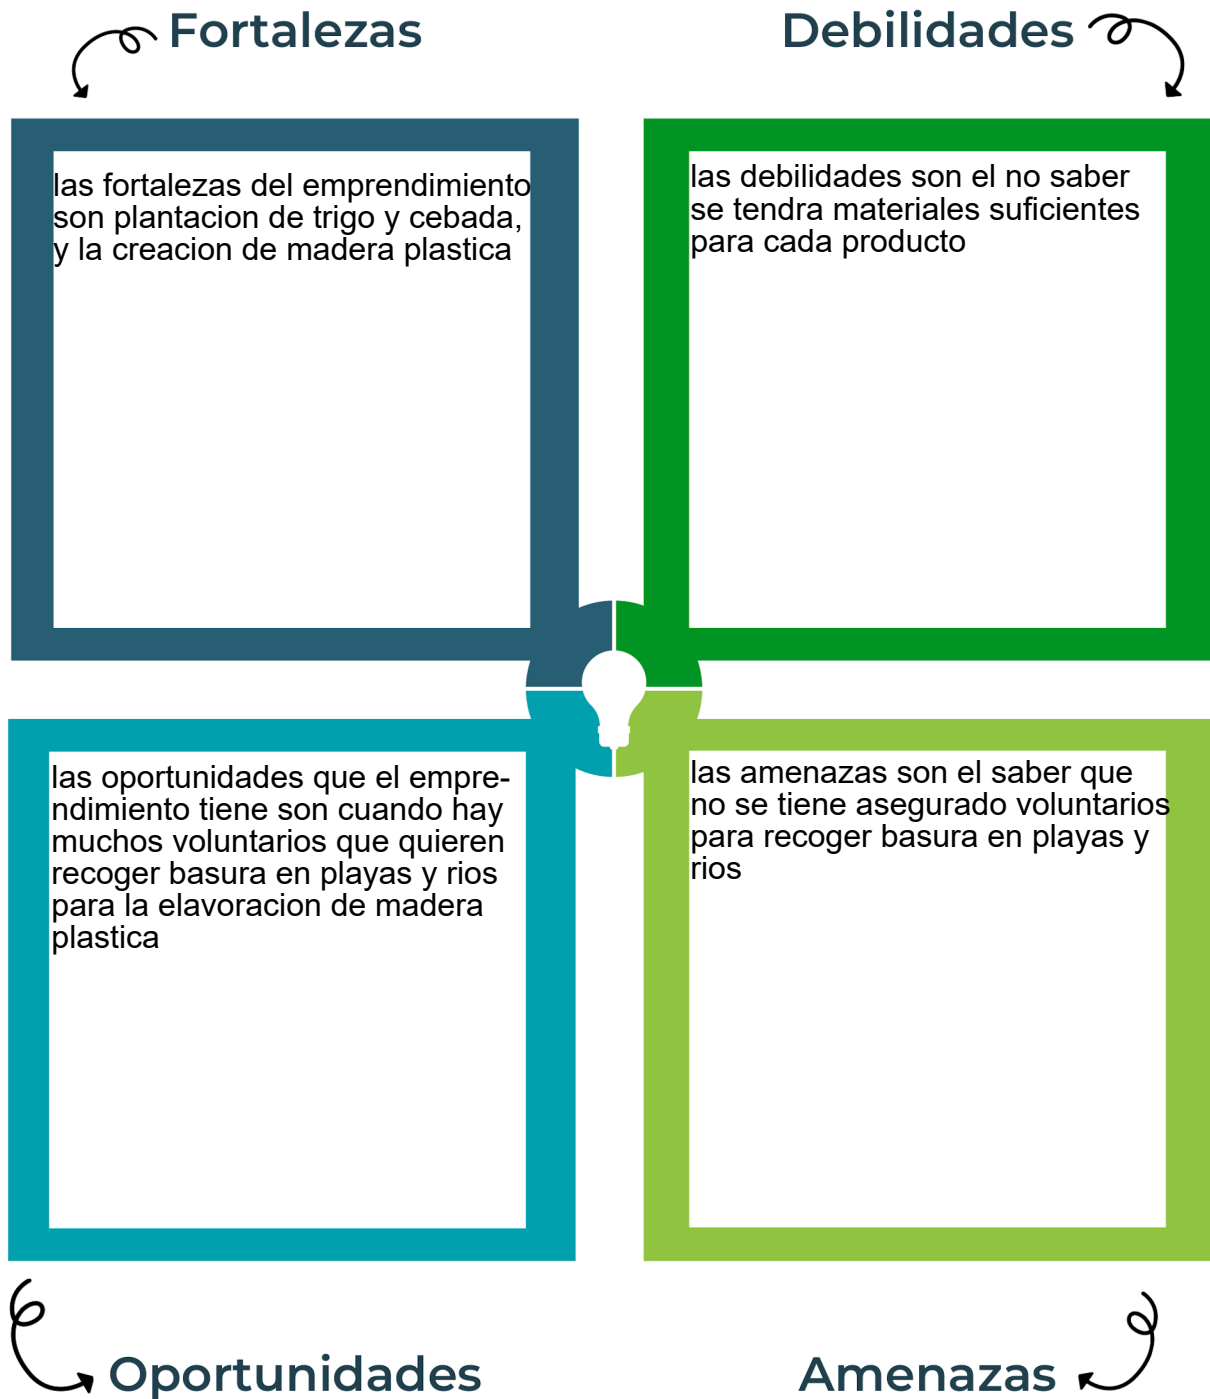 Fortalezas
Debilidades
las fortalezas del emprendimiento
son plantacion de trigo y cebada,
y la creacion de madera plastica
las debilidades son el no saber
se tendra materiales suficientes
para cada producto
las oportunidades que el empre-
ndimiento tiene son cuando hay
muchos voluntarios que quieren
recoger basura en playas y rios
para la elavoracion de madera
plastica
las amenazas son el saber que
no se tiene asegurado voluntarios
para recoger basura en playas y
rios
Oportunidades
Amenazas